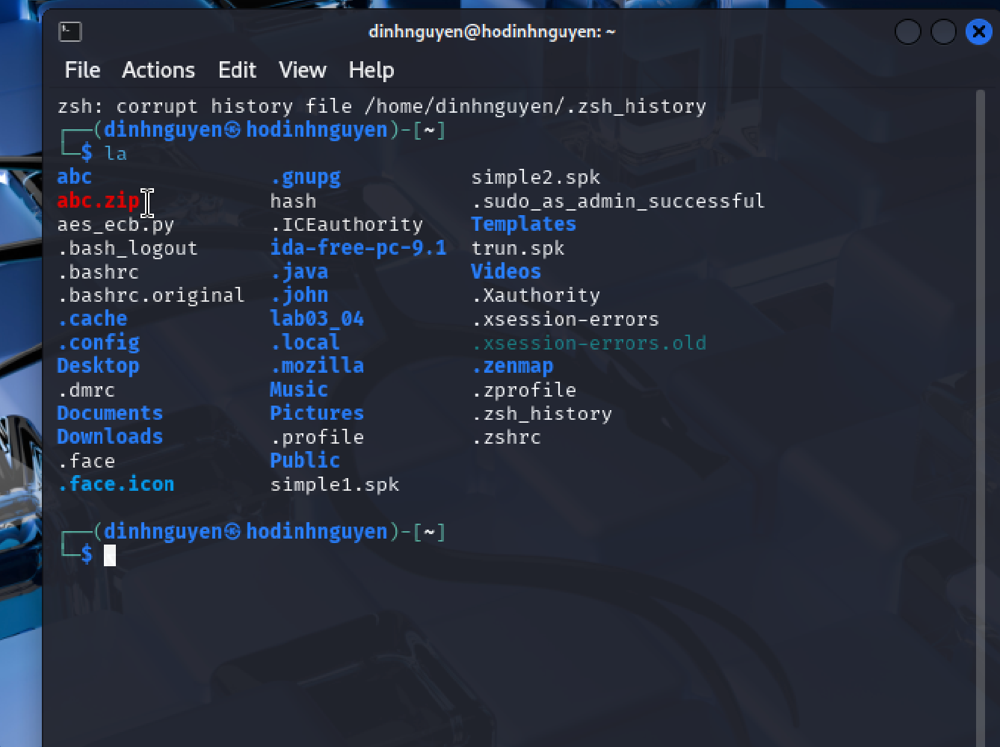 dinhnguyen@hodinhnguyen: ~
File Actions Edit View Help
zsh: corrupt history file /home/dinhnguyen/.zsh_history
┌──(dinhnguyen㉿hodinhnguyen)-[~]
└─$ la
abc .gnupg simple2.spk
abc.zip hash .sudo_as_admin_successful
aes_ecb.py .ICEauthority Templates
.bash_logout ida-free-pc-9.1 trun.spk
.bashrc .java Videos
.bashrc.original .john .Xauthority
.cache lab03_04 .xsession-errors
.config .local .xsession-errors.old
Desktop .mozilla .zenmap
.dmrc Music .zprofile
Documents Pictures .zsh_history
Downloads .profile .zshrc
.face Public
.face.icon simple1.spk
┌──(dinhnguyen㉿hodinhnguyen)-[~]
└─$